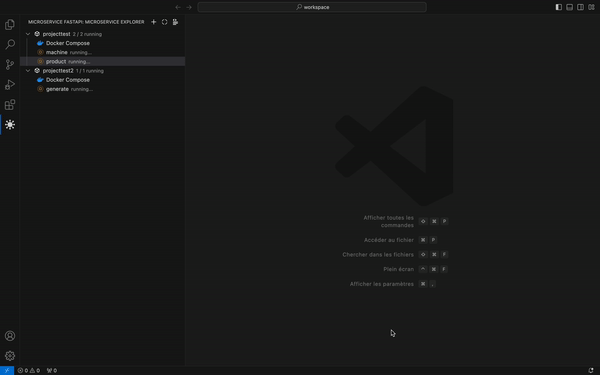 workspace
MICROSERVICE FASTAPI: MICROSERVICE EXPLORER
projecttest 2 / 2 running
Docker Compose
machine running...
product running...
projecttest2 1 / 1 running
Docker Compose
generate running...
Afficher toutes les
commandes ⇧ ⌘ P
Accéder au fichier ⌘ P
Chercher dans les fichiers ⇧ ⌘ F
Plein écran ⌃ ⌘ F
Afficher les paramètres ⌘ ,
0 0 0